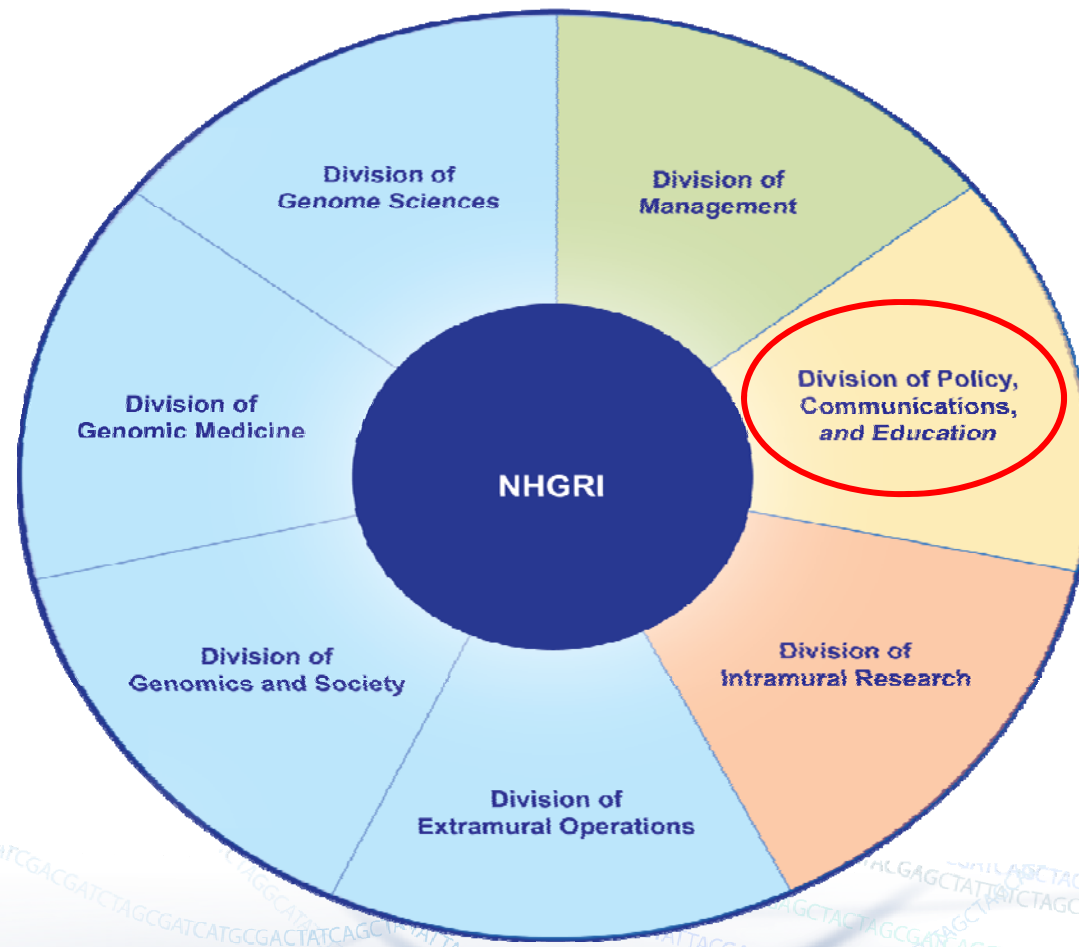 Division of
Genome Sciences
Division of
Management
Division of Policy,
Communications,
and Education
Division of
Genomic Medicine
NHGRI
Division of
Genomics and Society
Division of
Intramural Research
Division of
Extramural Operations